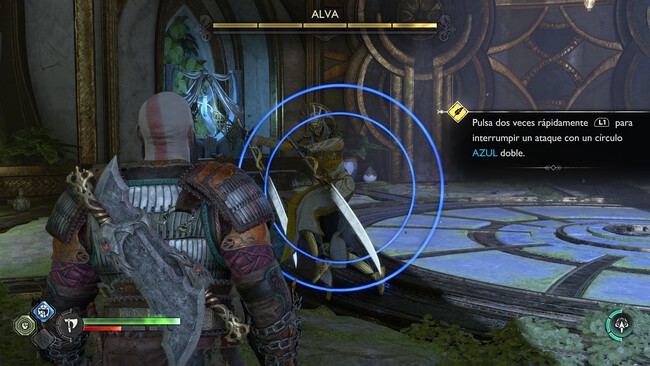 ALVA
Pulsa dos veces rápidamente L1 para
interrumpir un ataque con un círculo
AZUL doble.